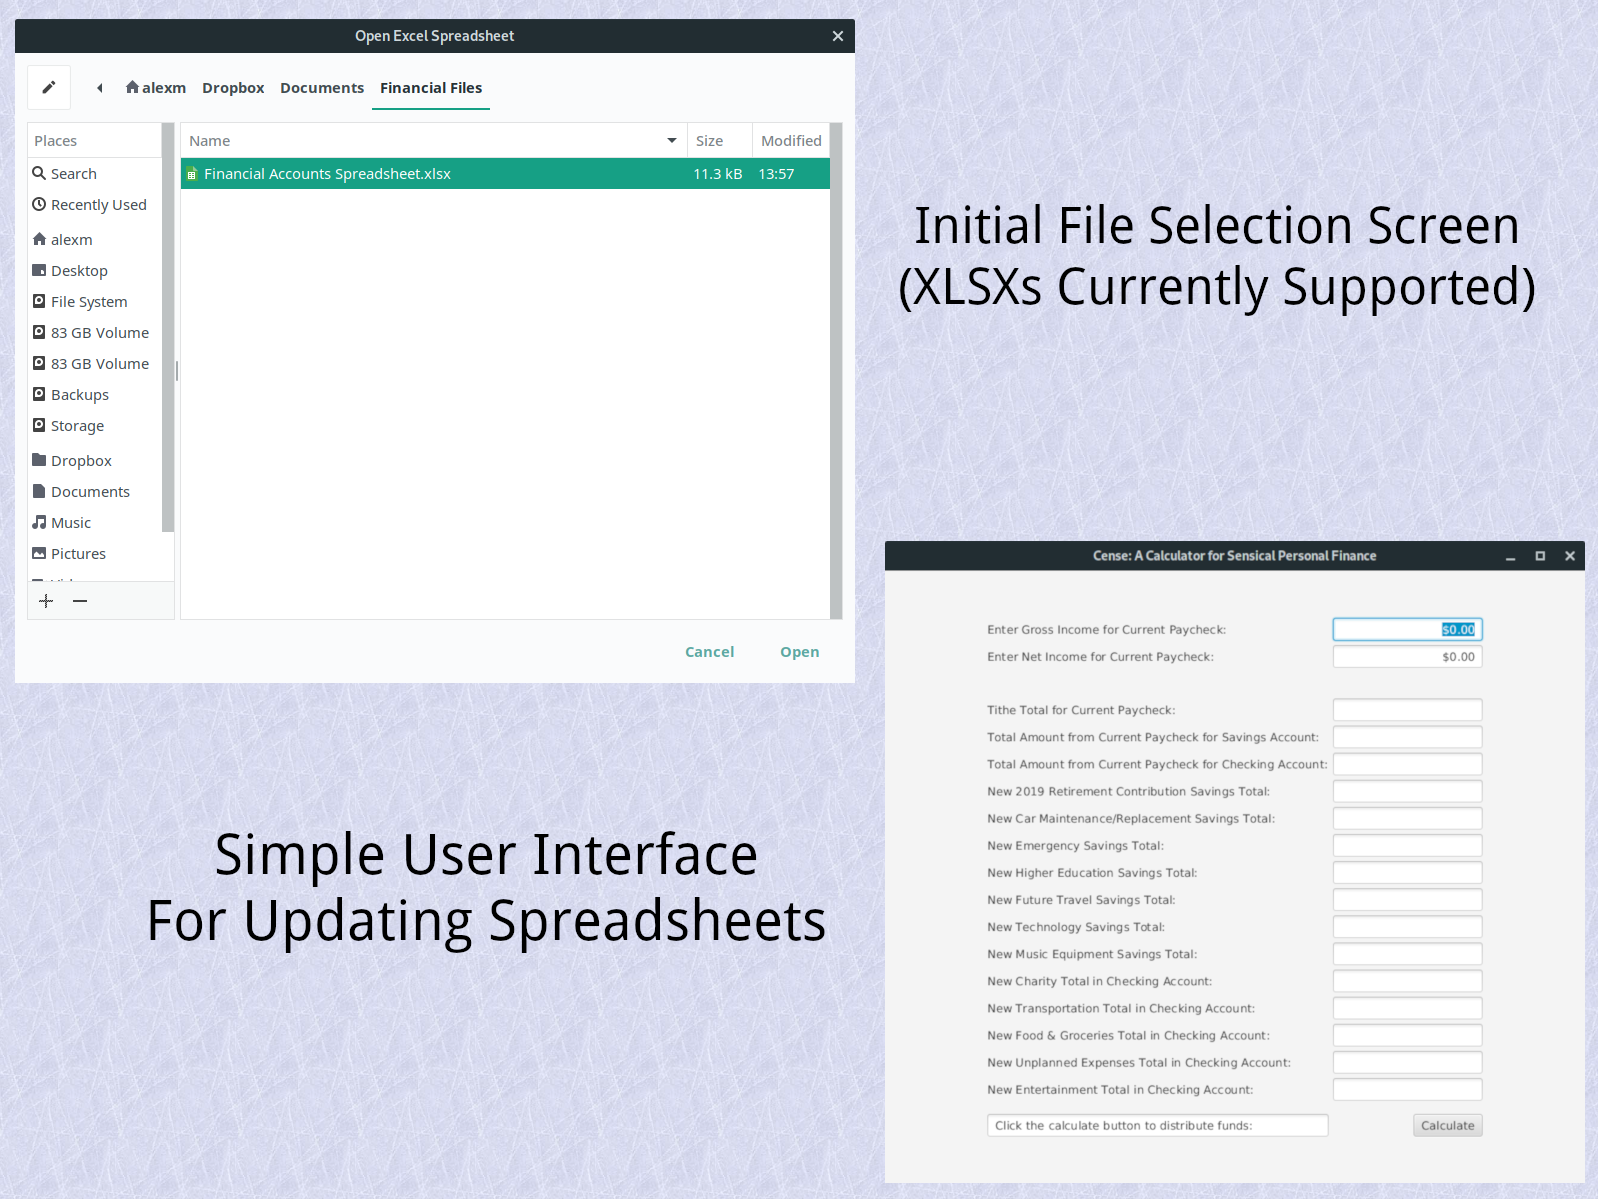 Open Excel Spreadsheet
alexm Dropbox Documents Financial Files
Places
Search
Recently Used
alexm
Desktop
File System
83 GB Volume
83 GB Volume
Backups
Storage
Dropbox
Documents
Music
Pictures
Name Size Modified
Financial Accounts Spreadsheet.xlsx 11.3 kB 13:57
Cancel Open
Initial File Selection Screen
(XLSXs Currently Supported)
Simple User Interface
For Updating Spreadsheets
Cense: A Calculator for Sensical Personal Finance
Enter Gross Income for Current Paycheck: $0.00
Enter Net Income for Current Paycheck: $0.00
Tithe Total for Current Paycheck:
Total Amount from Current Paycheck for Savings Account:
Total Amount from Current Paycheck for Checking Account:
New 2019 Retirement Contribution Savings Total:
New Car Maintenance/Replacement Savings Total:
New Emergency Savings Total:
New Higher Education Savings Total:
New Future Travel Savings Total:
New Technology Savings Total:
New Music Equipment Savings Total:
New Charity Total in Checking Account:
New Transportation Total in Checking Account:
New Food & Groceries Total in Checking Account:
New Unplanned Expenses Total in Checking Account:
New Entertainment Total in Checking Account:
Click the calculate button to distribute funds: Calculate